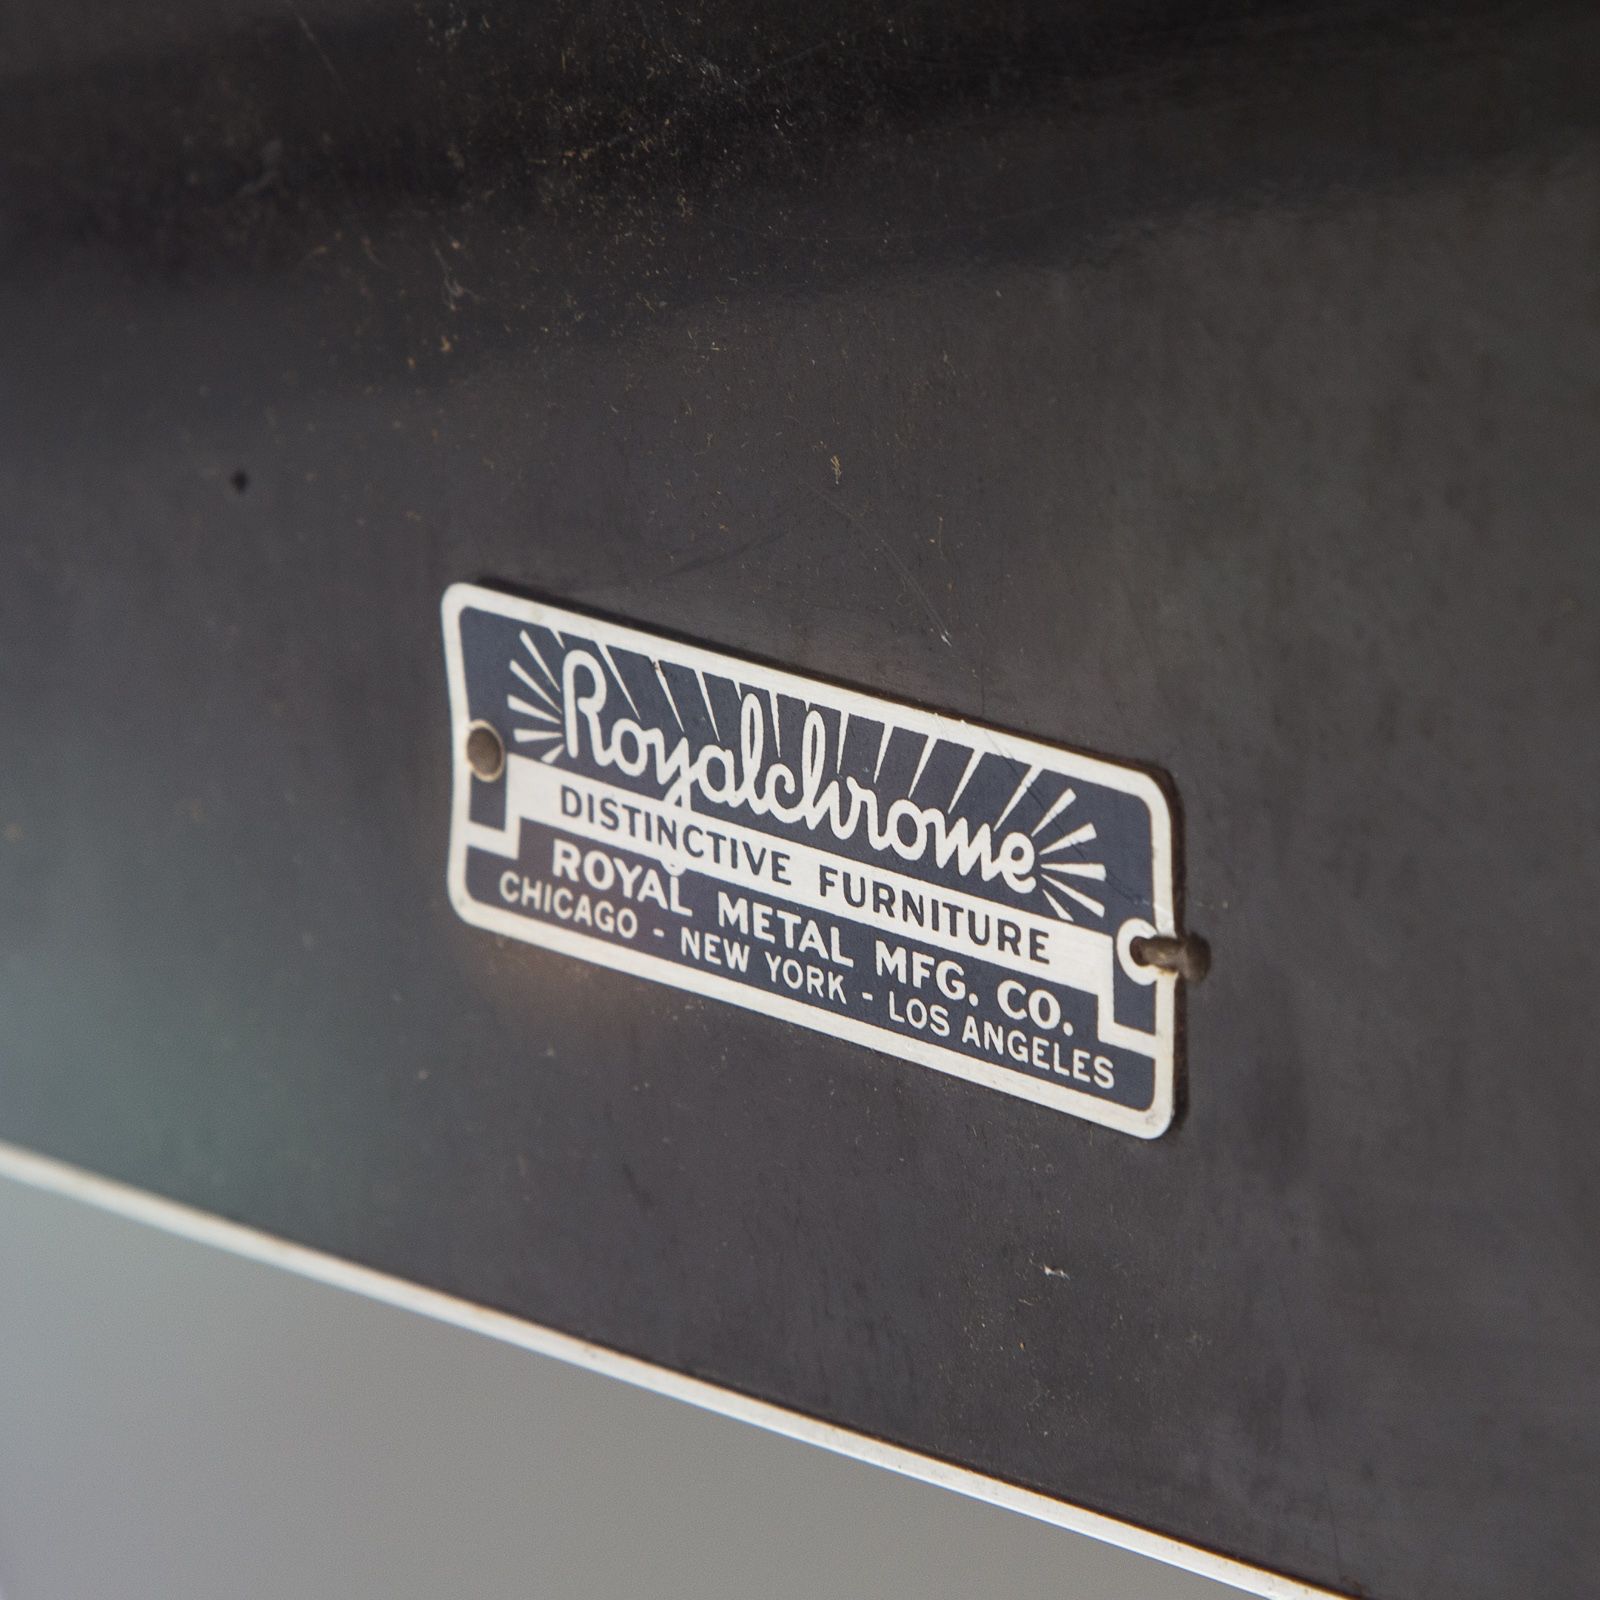 Royalchrome
DISTINCTIVE FURNITURE
ROYAL METAL MFG. CO.
CHICAGO - NEW YORK - LOS ANGELES